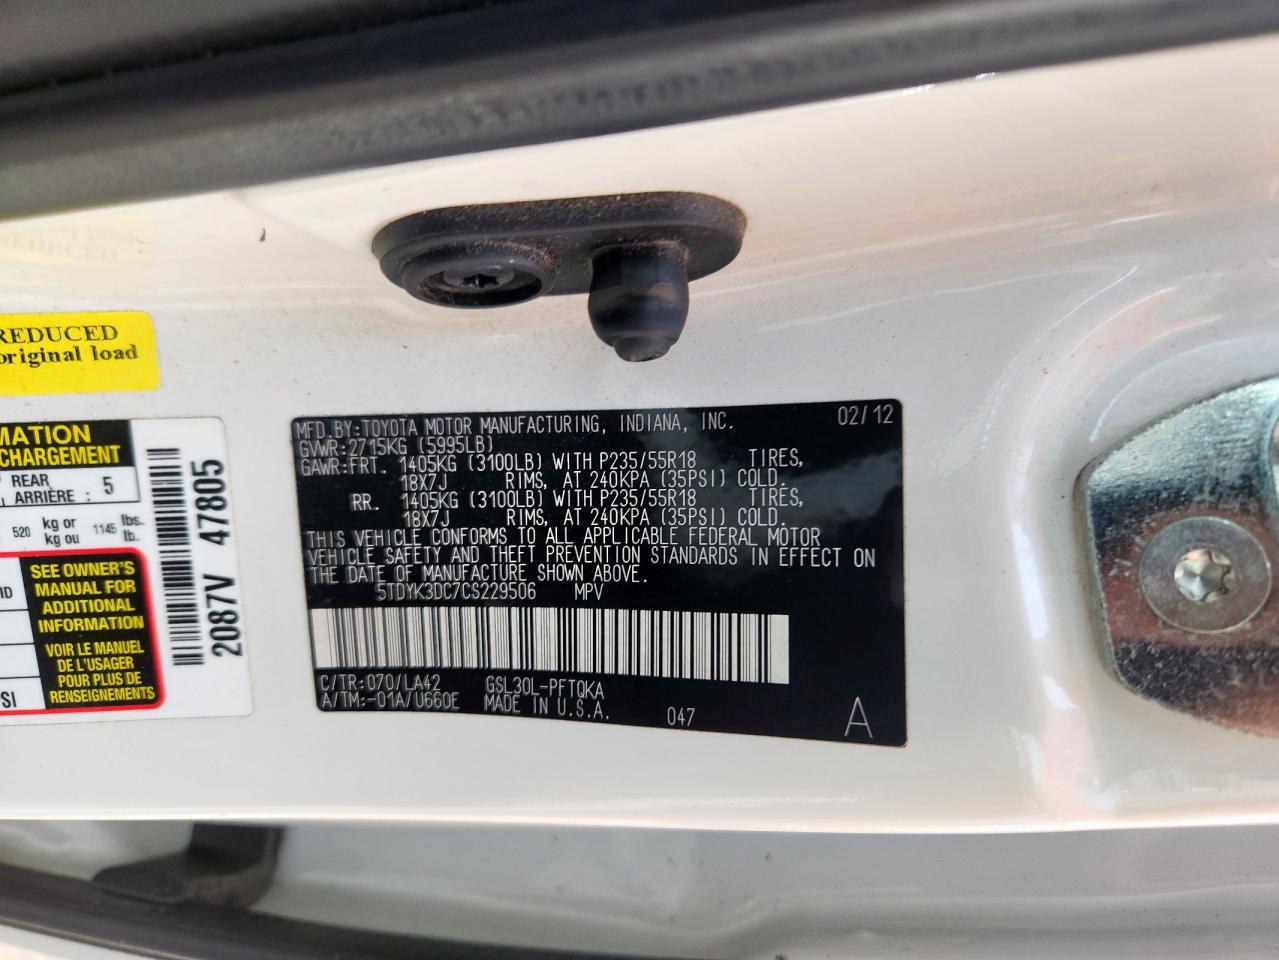 REDUCED
original load
MATION
CHARGEMENT
REAR
ARRIÈRE : 5
520 kg or
kg ou 1145 lbs.
lb.
SEE OWNER'S
MANUAL FOR
ADDITIONAL
INFORMATION
VOIR LE MANUEL
DE L'USAGER
POUR PLUS DE
RENSEIGNEMENTS
2087V 47805
MFD.BY:TOYOTA MOTOR MANUFACTURING, INDIANA, INC. 02/12
GVWR:2715KG (5995LB)
GAWR:FRT. 1405KG (3100LB) WITH P235/55R18 TIRES,
18X7J RIMS, AT 240KPA (35PSI) COLD.
RR. 1405KG (3100LB) WITH P235/55R18 TIRES,
18X7J RIMS, AT 240KPA (35PSI) COLD.
THIS VEHICLE CONFORMS TO ALL APPLICABLE FEDERAL MOTOR
VEHICLE SAFETY AND THEFT PREVENTION STANDARDS IN EFFECT ON
THE DATE OF MANUFACTURE SHOWN ABOVE.
5TDYK3DC7CS229506 MPV
C/TR:070/LA42 GSL30L-PFTQKA
A/TM:-01A/U660E MADE IN U.S.A. 047 A